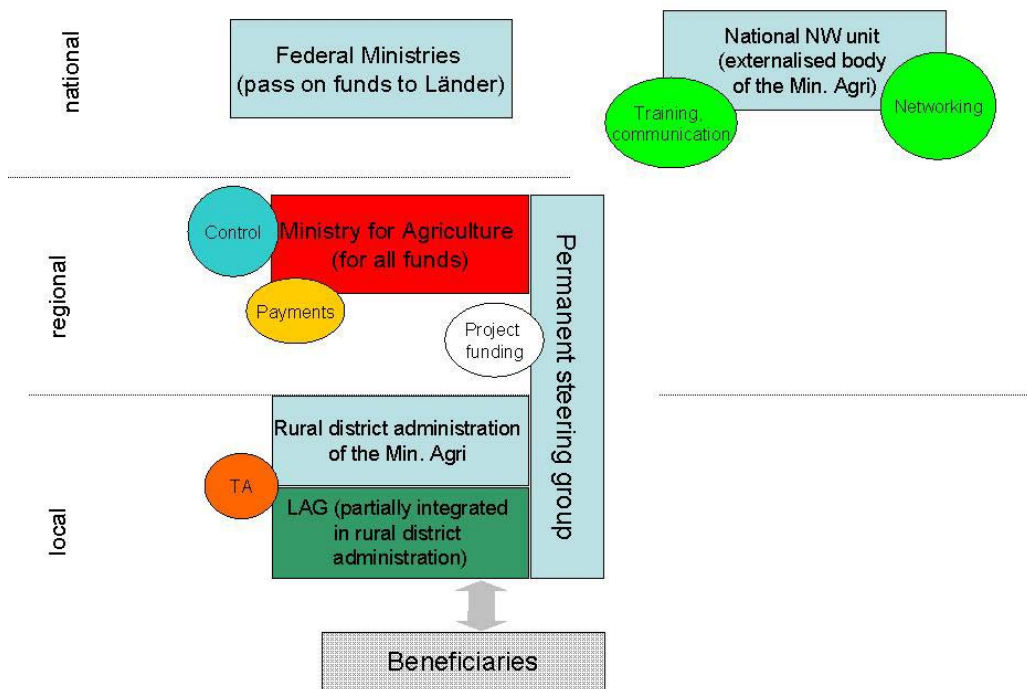 national
Federal Ministries
(pass on funds to Länder)
National NW unit
(externalised body
of the Min. Agri)
Training,
communication
Networking
regional
Control
Ministry for Agriculture
(for all funds)
Payments
Project
funding
Permanent steering group
local
Rural district administration
of the Min. Agri
TA
LAG (partially integrated
in rural district
administration)
Beneficiaries